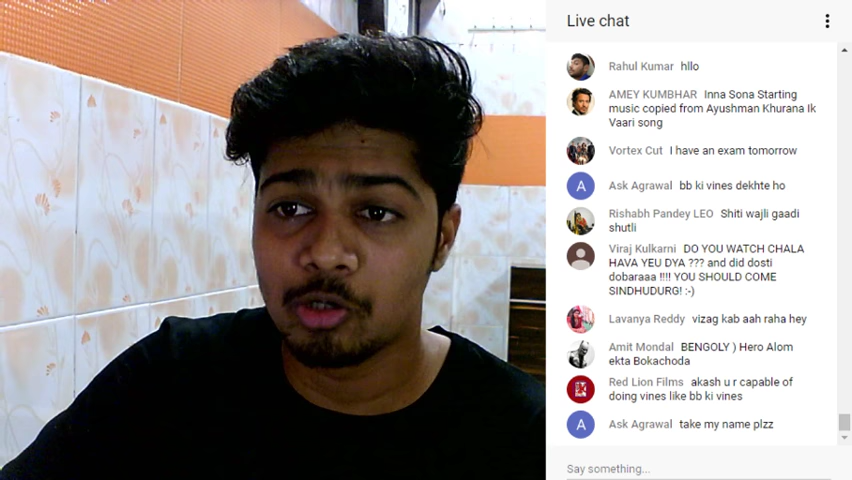 Live chat
Rahul Kumar hllo
AMEY KUMBHAR Inna Sona Starting
music copied from Ayushman Khurana Ik
Vaari song
Vortex Cut I have an exam tomorrow
A Ask Agrawal bb ki vines dekhte ho
Rishabh Pandey LEO Shiti wajli gaadi
shutli
Viraj Kulkarni DO YOU WATCH CHALA
HAVA YEU DYA ??? and did dosti
dobaraaa !!!! YOU SHOULD COME
SINDHUDURG! :-)
Lavanya Reddy vizag kab aah raha hey
Amit Mondal BENGOLY ) Hero Alom
ekta Bokachoda
Red Lion Films akash u r capable of
doing vines like bb ki vines
A Ask Agrawal take my name plzz
Say something...